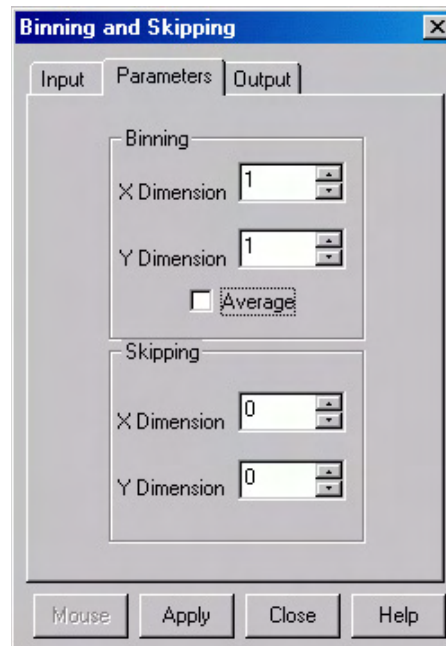 Binning and Skipping
Input Parameters Output
Binning
X Dimension 1
Y Dimension 1
Average
Skipping
X Dimension 0
Y Dimension 0
Mouse Apply Close Help